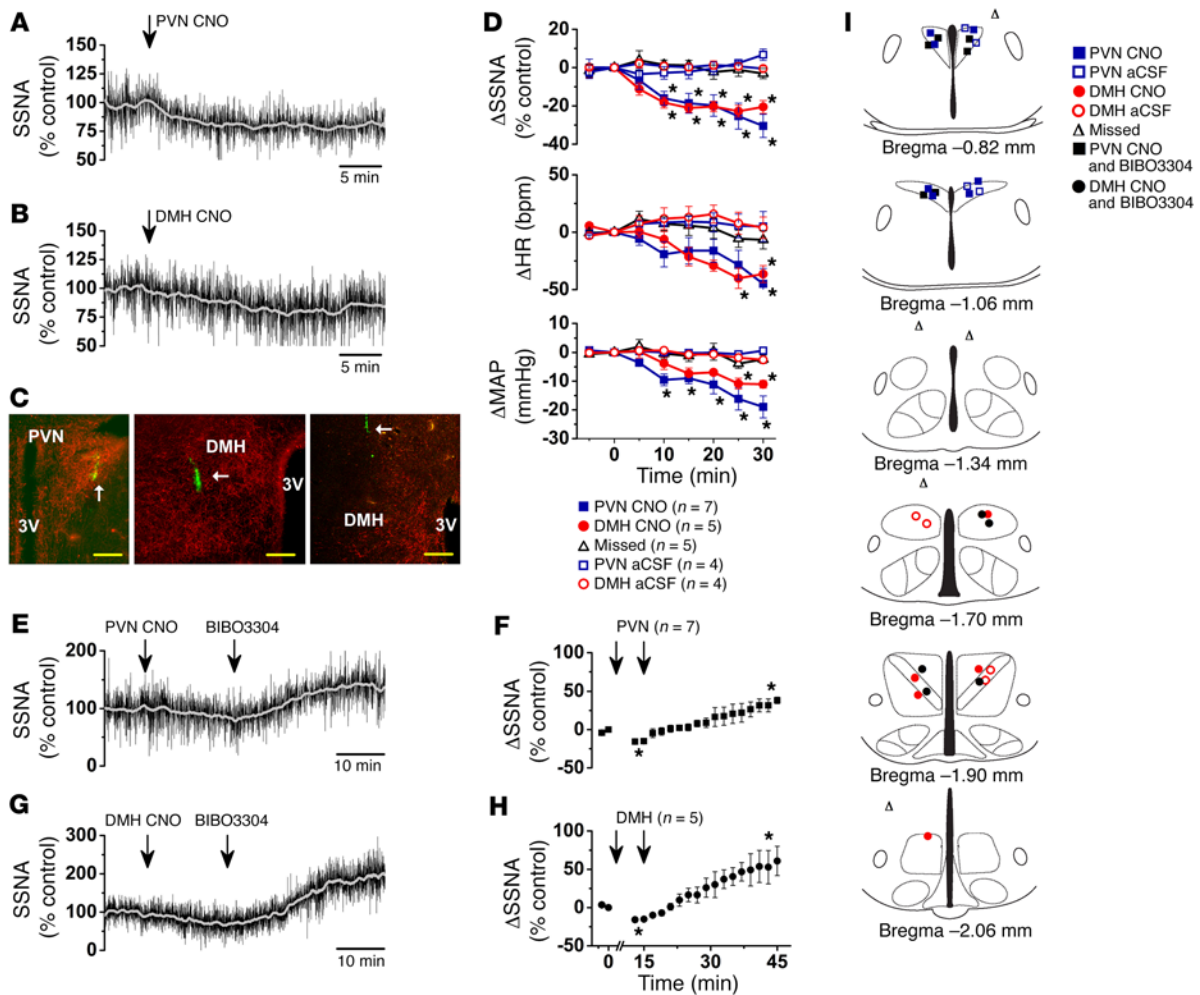 A
PVN CNO
SSNA
(% control)
150
125
100
75
50
5 min
B
DMH CNO
SSNA
(% control)
150
125
100
75
50
5 min
C
PVN
3V
DMH
3V
DMH
3V
D
ΔSSNA
(% control)
20
0
-20
-40
*
*
*
*
*
*
*
*
*
*
ΔHR (bpm)
50
0
-50
*
*
ΔMAP
(mmHg)
10
0
-10
-20
-30
*
*
*
*
*
*
*
0
10
20
30
Time (min)
PVN CNO (n = 7)
DMH CNO (n = 5)
Missed (n = 5)
PVN aCSF (n = 4)
DMH aCSF (n = 4)
E
PVN CNO
BIBO3304
SSNA
(% control)
200
100
0
10 min
F
PVN (n = 7)
ΔSSNA
(% control)
100
50
0
-50
*
*
G
DMH CNO
BIBO3304
SSNA
(% control)
300
200
100
0
10 min
H
DMH (n = 5)
ΔSSNA
(% control)
100
50
0
-50
*
*
0
15
30
45
Time (min)
I
Bregma –0.82 mm
Bregma –1.06 mm
Bregma –1.34 mm
Bregma –1.70 mm
Bregma –1.90 mm
Bregma –2.06 mm
PVN CNO
PVN aCSF
DMH CNO
DMH aCSF
Missed
PVN CNO
and BIBO3304
DMH CNO
and BIBO3304